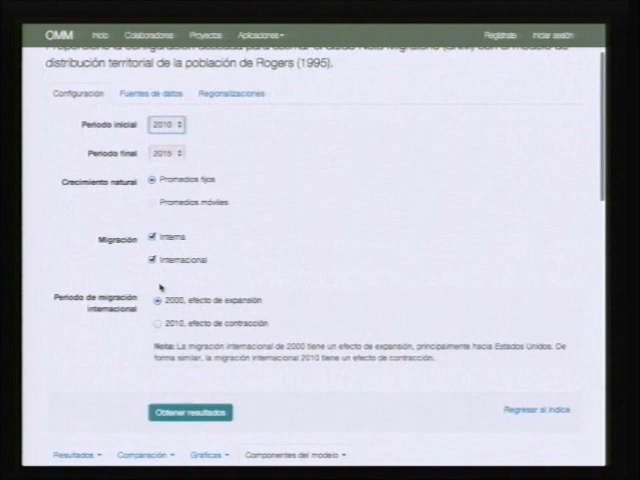 OMM Inicio Colaboradores Proyectos Aplicaciones Regístrate Iniciar sesión
distribución territorial de la población de Rogers (1995).
Configuración Fuentes de datos Regionalizaciones
Periodo inicial 2010
Periodo final 2015
Crecimiento natural Promedios fijos
Promedios móviles
Migración Interna
Internacional
Periodo de migración internacional 2000, efecto de expansión
2010, efecto de contracción
Nota: La migración internacional de 2000 tiene un efecto de expansión, principalmente hacia Estados Unidos. De
forma similar, la migración internacional 2010 tiene un efecto de contracción.
Obtener resultados Regresar al índice
Resultados Comparación Gráficas Componentes del modelo